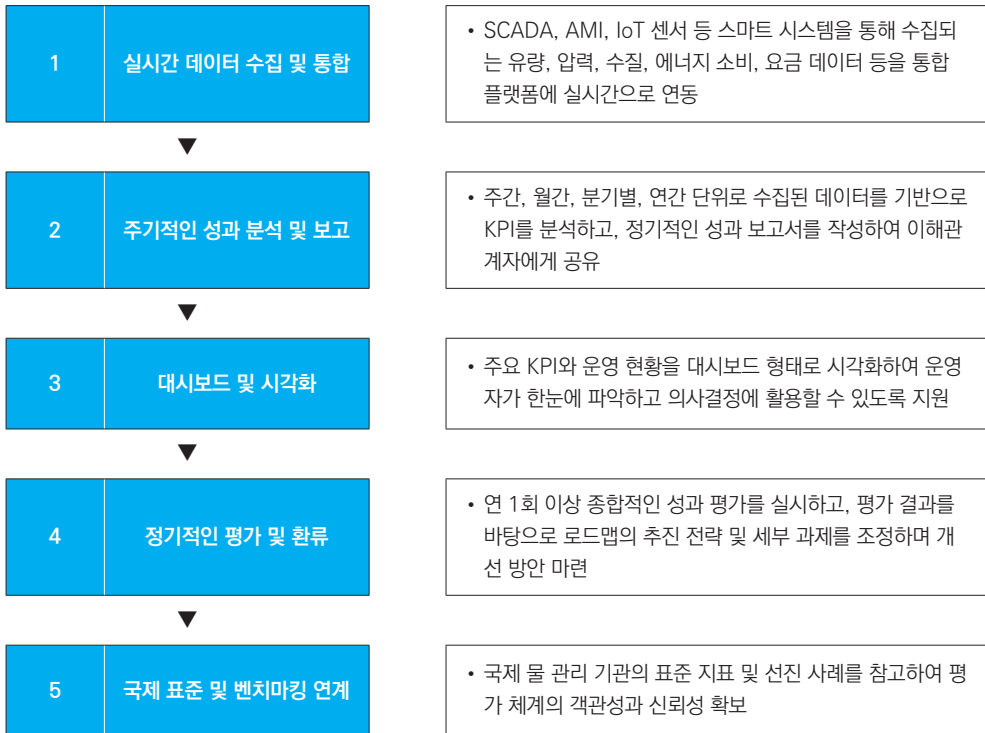 1 실시간 데이터 수집 및 통합
• SCADA, AMI, IoT 센서 등 스마트 시스템을 통해 수집되
는 유량, 압력, 수질, 에너지 소비, 요금 데이터 등을 통합
플랫폼에 실시간으로 연동
▼
2 주기적인 성과 분석 및 보고
• 주간, 월간, 분기별, 연간 단위로 수집된 데이터를 기반으로
KPI를 분석하고, 정기적인 성과 보고서를 작성하여 이해관
계자에게 공유
▼
3 대시보드 및 시각화
• 주요 KPI와 운영 현황을 대시보드 형태로 시각화하여 운영
자가 한눈에 파악하고 의사결정에 활용할 수 있도록 지원
▼
4 정기적인 평가 및 환류
• 연 1회 이상 종합적인 성과 평가를 실시하고, 평가 결과를
바탕으로 로드맵의 추진 전략 및 세부 과제를 조정하며 개
선 방안 마련
▼
5 국제 표준 및 벤치마킹 연계
• 국제 물 관리 기관의 표준 지표 및 선진 사례를 참고하여 평
가 체계의 객관성과 신뢰성 확보